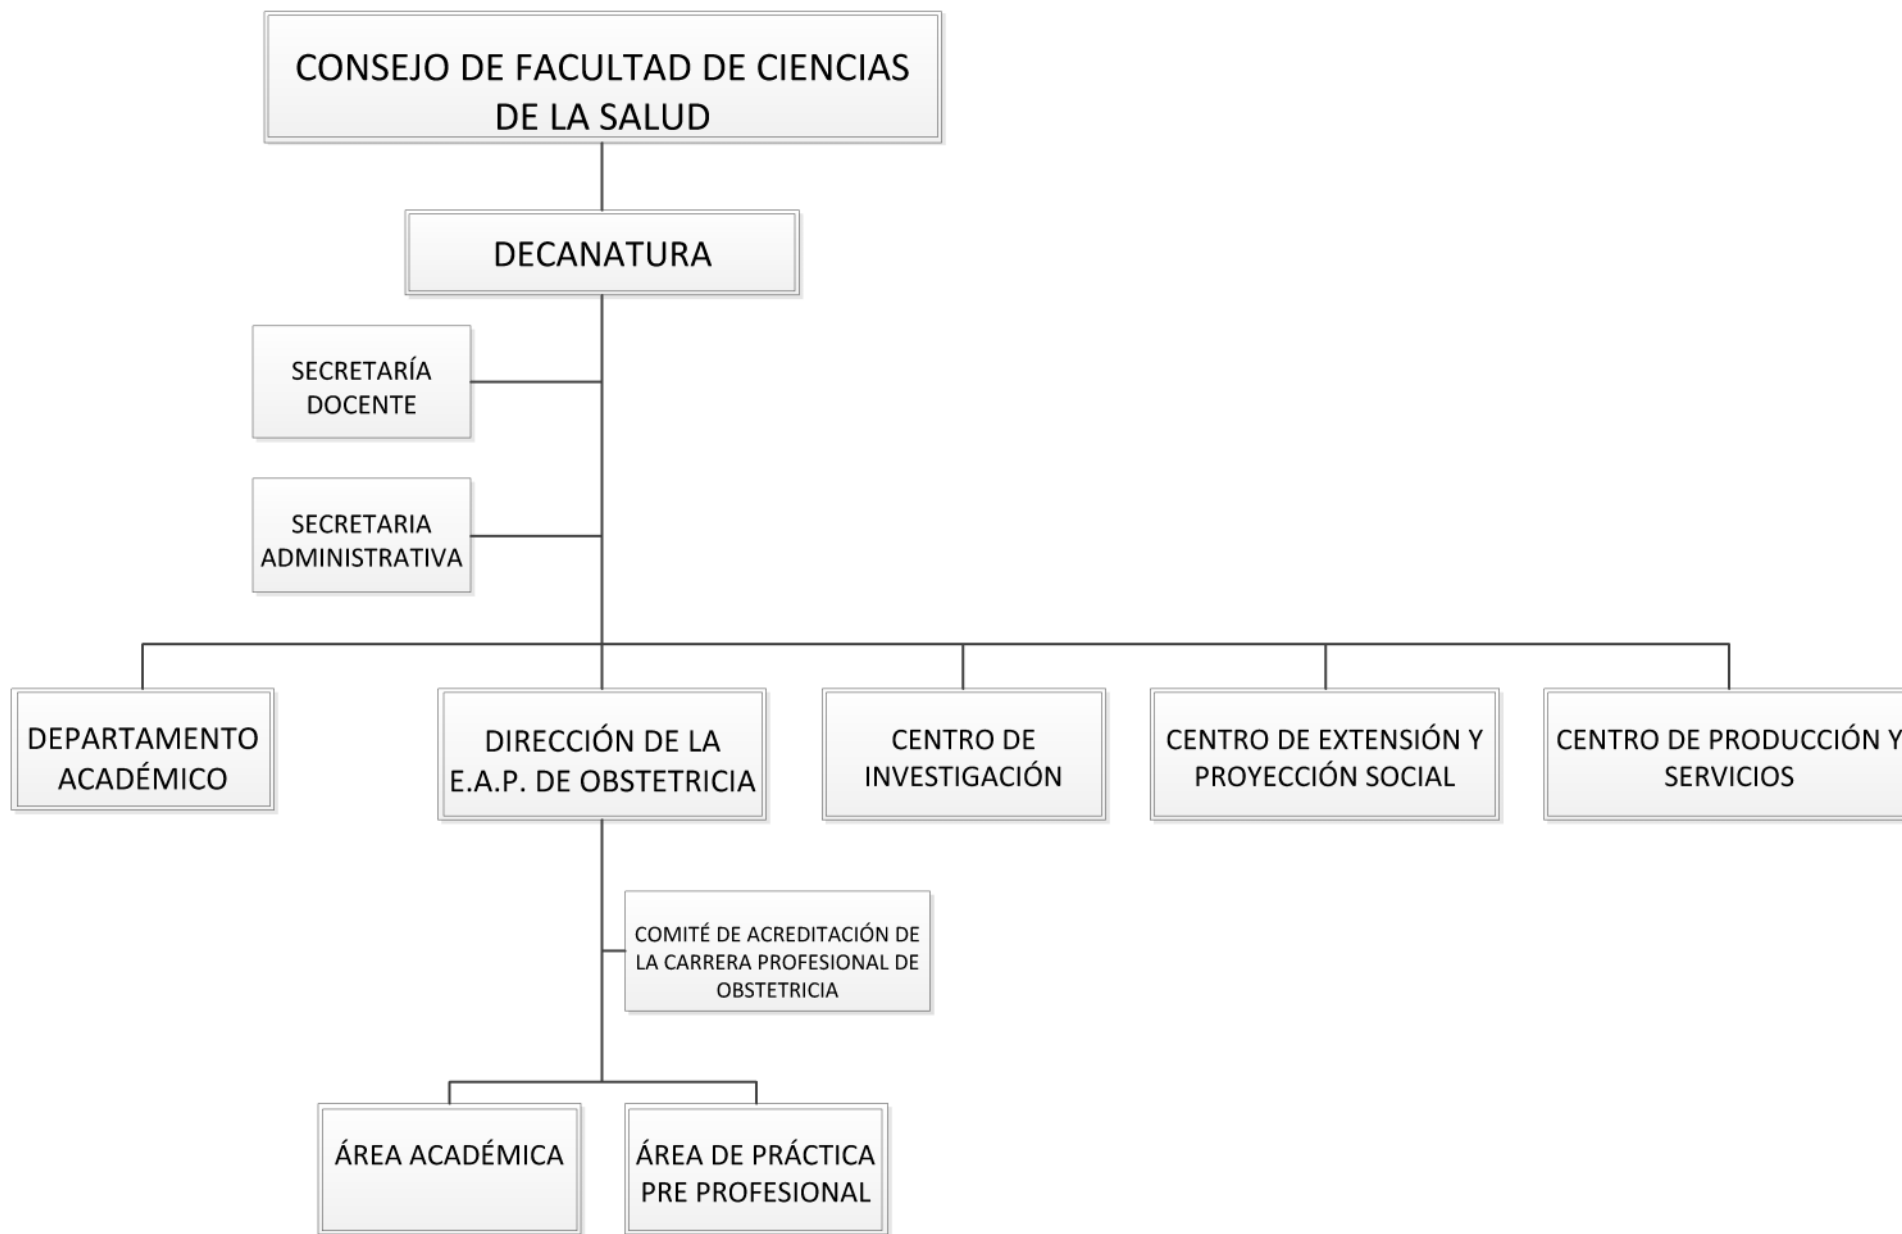 CONSEJO DE FACULTAD DE CIENCIAS
DE LA SALUD
DECANATURA
SECRETARÍA
DOCENTE
SECRETARIA
ADMINISTRATIVA
DEPARTAMENTO
ACADÉMICO
DIRECCIÓN DE LA
E.A.P. DE OBSTETRICIA
CENTRO DE
INVESTIGACIÓN
CENTRO DE EXTENSIÓN Y
PROYECCIÓN SOCIAL
CENTRO DE PRODUCCIÓN Y
SERVICIOS
COMITÉ DE ACREDITACIÓN DE
LA CARRERA PROFESIONAL DE
OBSTETRICIA
ÁREA ACADÉMICA
ÁREA DE PRÁCTICA
PRE PROFESIONAL